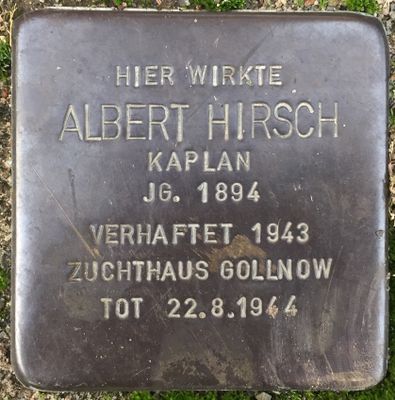 HIER WIRKTE
ALBERT HIRSCH
KAPLAN
JG. 1894
VERHAFTET 1943
ZUCHTHAUS GOLLNOW
TOT 22.8.1944